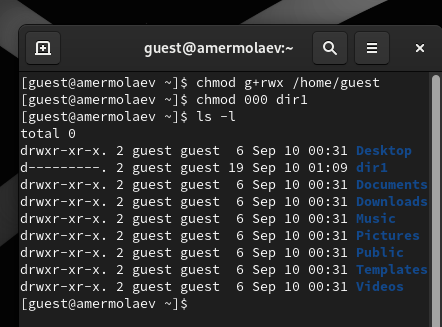 guest@amermolaev:~
[guest@amermolaev ~]$ chmod g+rwx /home/guest
[guest@amermolaev ~]$ chmod 000 dir1
[guest@amermolaev ~]$ ls -l
total 0
drwxr-xr-x. 2 guest guest  6 Sep 10 00:31 Desktop
d---------. 2 guest guest 19 Sep 10 01:09 dir1
drwxr-xr-x. 2 guest guest  6 Sep 10 00:31 Documents
drwxr-xr-x. 2 guest guest  6 Sep 10 00:31 Downloads
drwxr-xr-x. 2 guest guest  6 Sep 10 00:31 Music
drwxr-xr-x. 2 guest guest  6 Sep 10 00:31 Pictures
drwxr-xr-x. 2 guest guest  6 Sep 10 00:31 Public
drwxr-xr-x. 2 guest guest  6 Sep 10 00:31 Templates
drwxr-xr-x. 2 guest guest  6 Sep 10 00:31 Videos
[guest@amermolaev ~]$